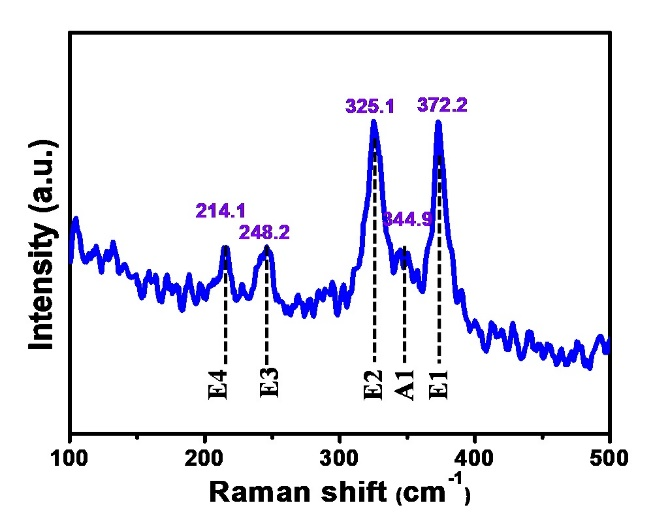 325.1 372.2
214.1
344.9
248.2
Intensity (a.u.)
E4 E3 E2 A1 E1
100 200 300 400 500
Raman shift (cm-1)